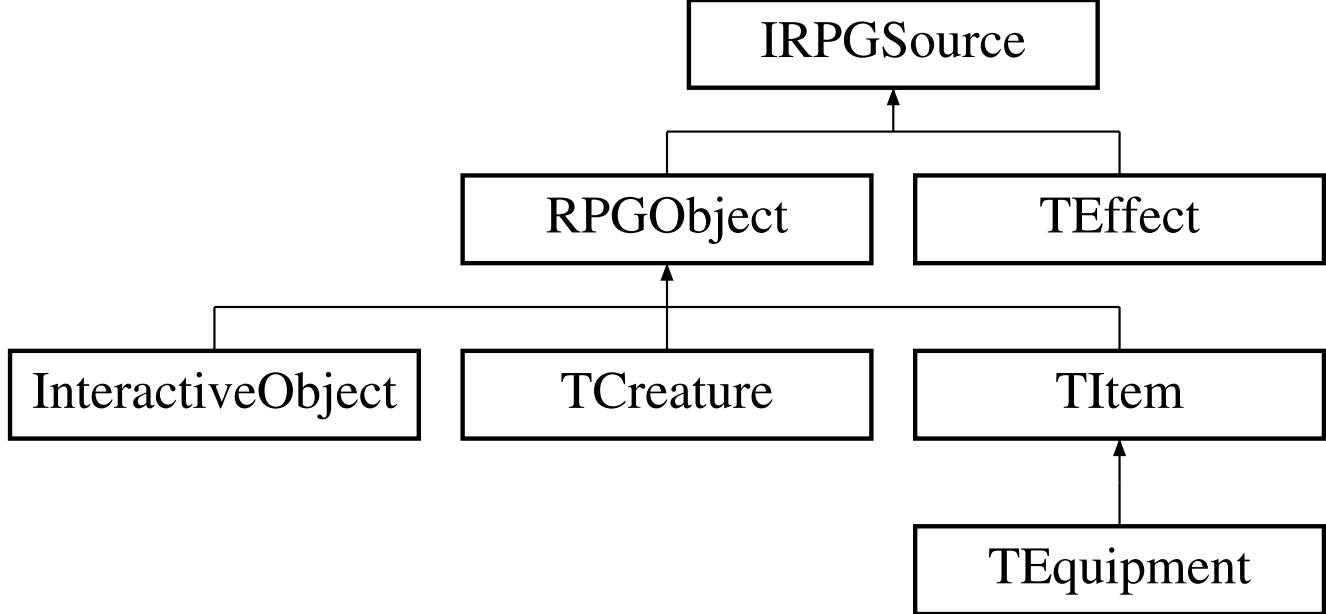 IRPGSource
RPGObject
TEffect
InteractiveObject
TCreature
TItem
TEquipment